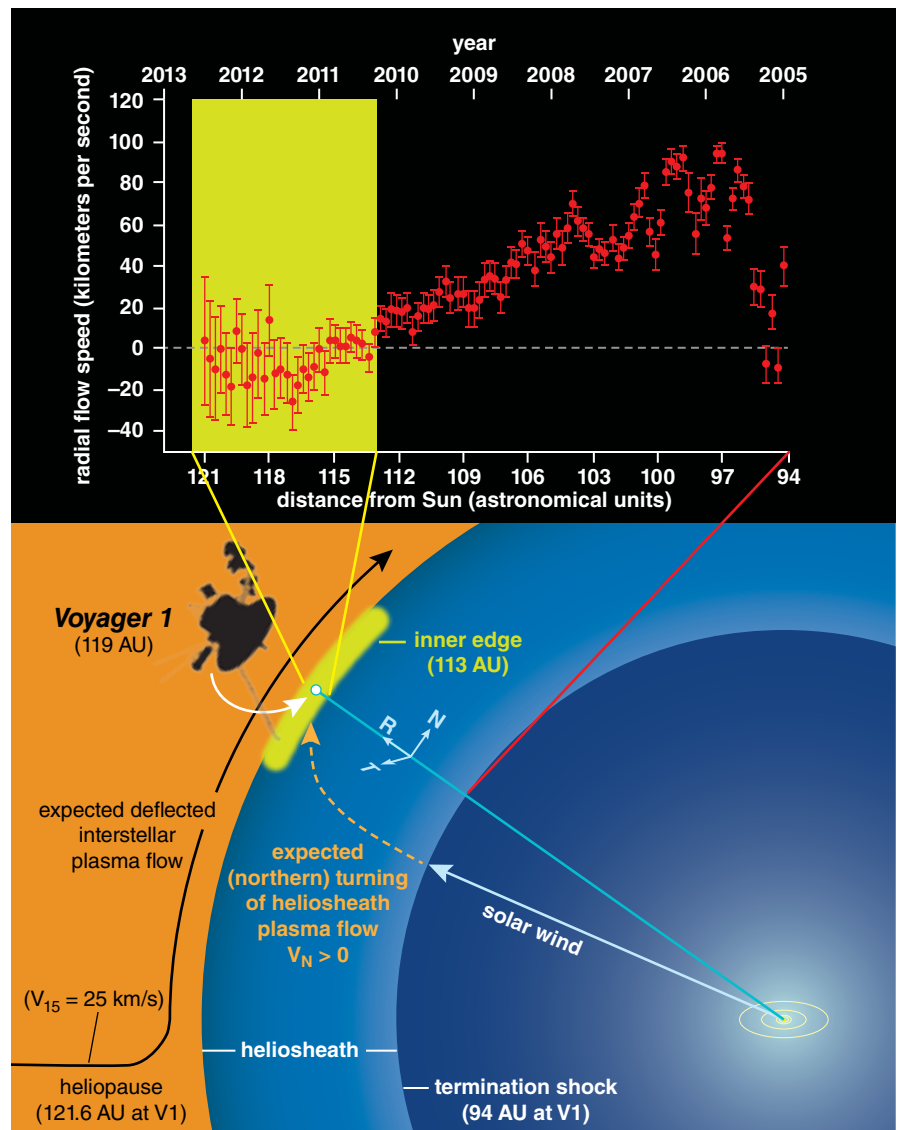 year
2013 2012 2011 2010 2009 2008 2007 2006 2005
radial flow speed (kilometers per second)
120
100
80
60
40
20
0
–20
–40
121 118 115 112 109 106 103 100 97 94
distance from Sun (astronomical units)
Voyager 1
(119 AU)
inner edge
(113 AU)
R
N
T
expected deflected
interstellar
plasma flow
expected
(northern) turning
of heliosheath
plasma flow
V_N > 0
solar wind
(V_15 = 25 km/s)
heliosheath
heliopause
(121.6 AU at V1)
termination shock
(94 AU at V1)